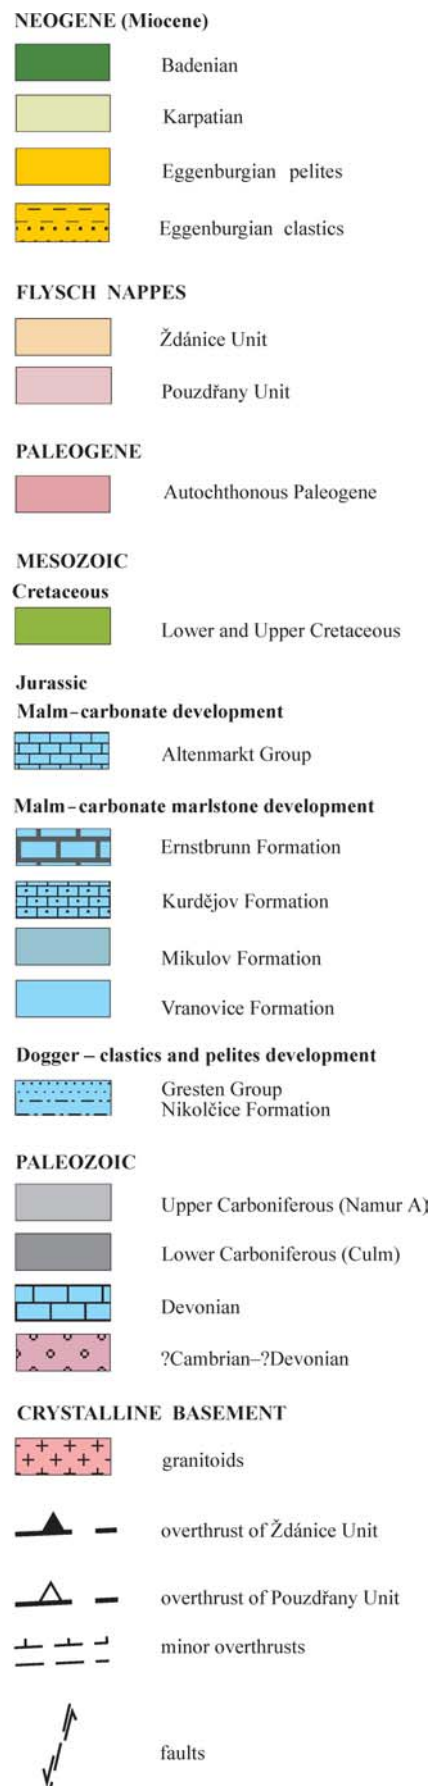 NEOGENE (Miocene)
Badenian
Karpatian
Eggenburgian pelites
Eggenburgian clastics
FLYSCH NAPPES
Ždánice Unit
Pouzdřany Unit
PALEOGENE
Autochthonous Paleogene
MESOZOIC
Cretaceous
Lower and Upper Cretaceous
Jurassic
Malm–carbonate development
Altenmarkt Group
Malm–carbonate marlstone development
Ernstbrunn Formation
Kurdějov Formation
Mikulov Formation
Vranovice Formation
Dogger – clastics and pelites development
Gresten Group
Nikolčice Formation
PALEOZOIC
Upper Carboniferous (Namur A)
Lower Carboniferous (Culm)
Devonian
?Cambrian–?Devonian
CRYSTALLINE BASEMENT
granitoids
overthrust of Ždánice Unit
overthrust of Pouzdřany Unit
minor overthrusts
faults